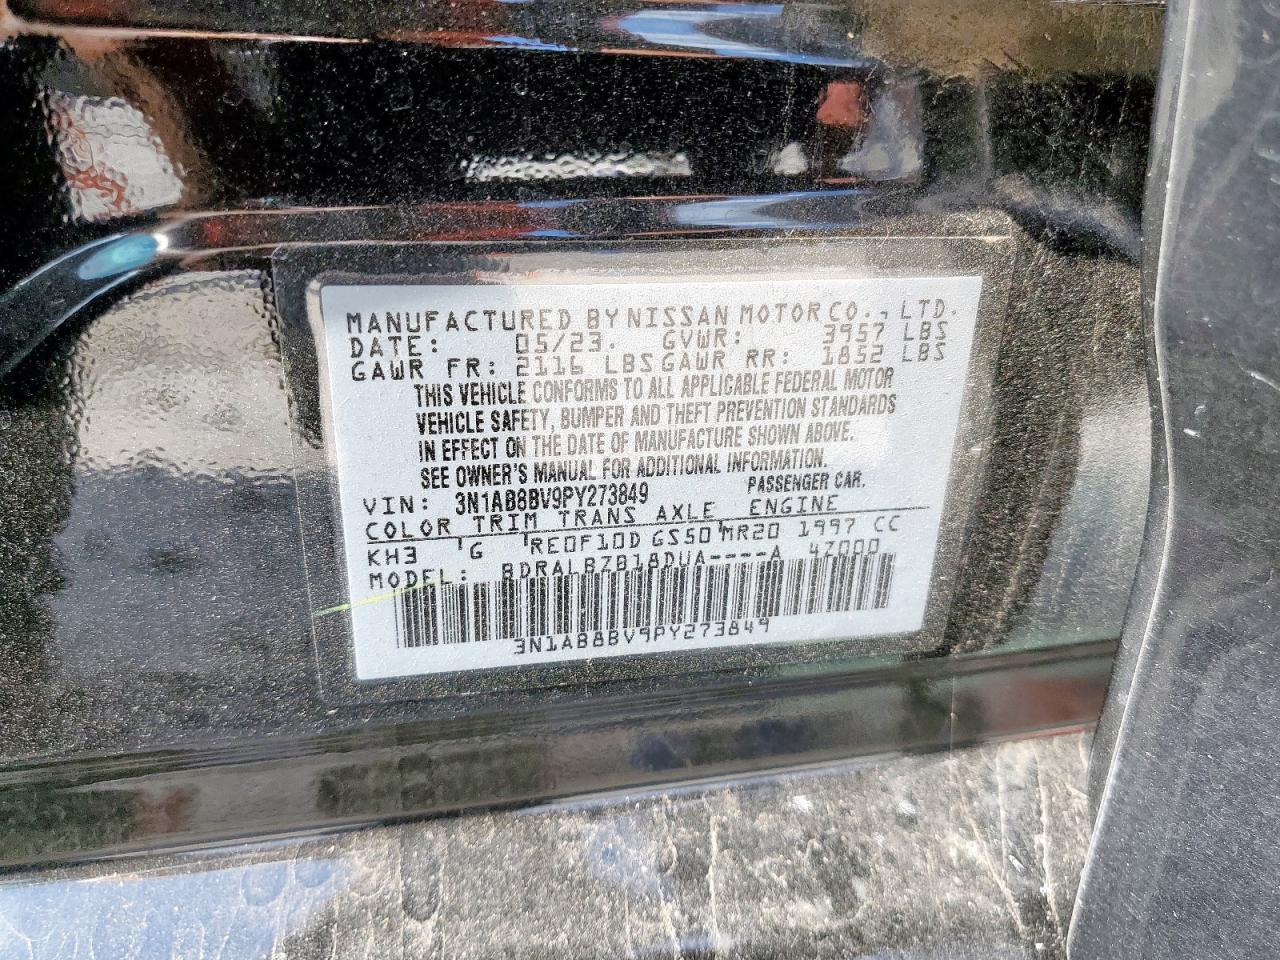 MANUFACTURED BY NISSAN MOTOR CO., LTD.
DATE: 05/23. GVWR: 3957 LBS
GAWR FR: 2116 LBS GAWR RR: 1852 LBS
THIS VEHICLE CONFORMS TO ALL APPLICABLE FEDERAL MOTOR
VEHICLE SAFETY, BUMPER AND THEFT PREVENTION STANDARDS
IN EFFECT ON THE DATE OF MANUFACTURE SHOWN ABOVE.
SEE OWNER'S MANUAL FOR ADDITIONAL INFORMATION.
VIN: 3N1AB8BV9PY273849 PASSENGER CAR.
COLOR TRIM TRANS AXLE ENGINE
KH3 G RE0F10D GS50 MR20 1997 CC
MODEL: BDRALBZB18DUA----A 4Z000
3N1AB8BV9PY273849